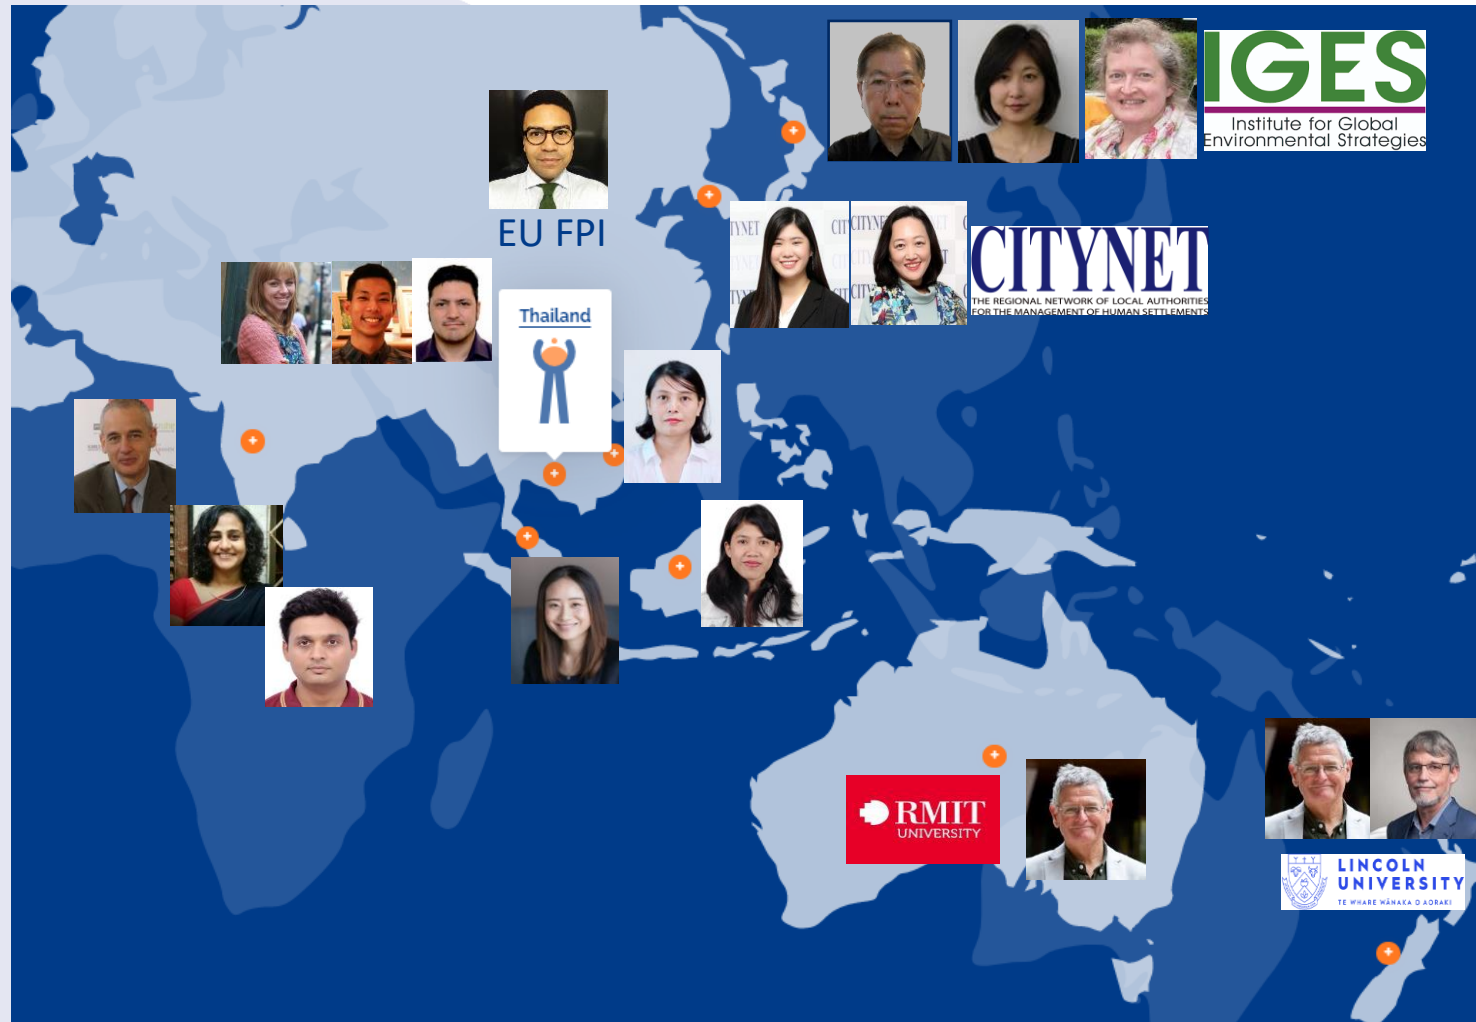 IGES
Institute for Global
Environmental Strategies
EU FPI
CITYNET
THE REGIONAL NETWORK OF LOCAL AUTHORITIES
FOR THE MANAGEMENT OF HUMAN SETTLEMENTS
Thailand
RMIT
UNIVERSITY
LINCOLN
UNIVERSITY
TE WHARE WĀNAKA O AORAKI